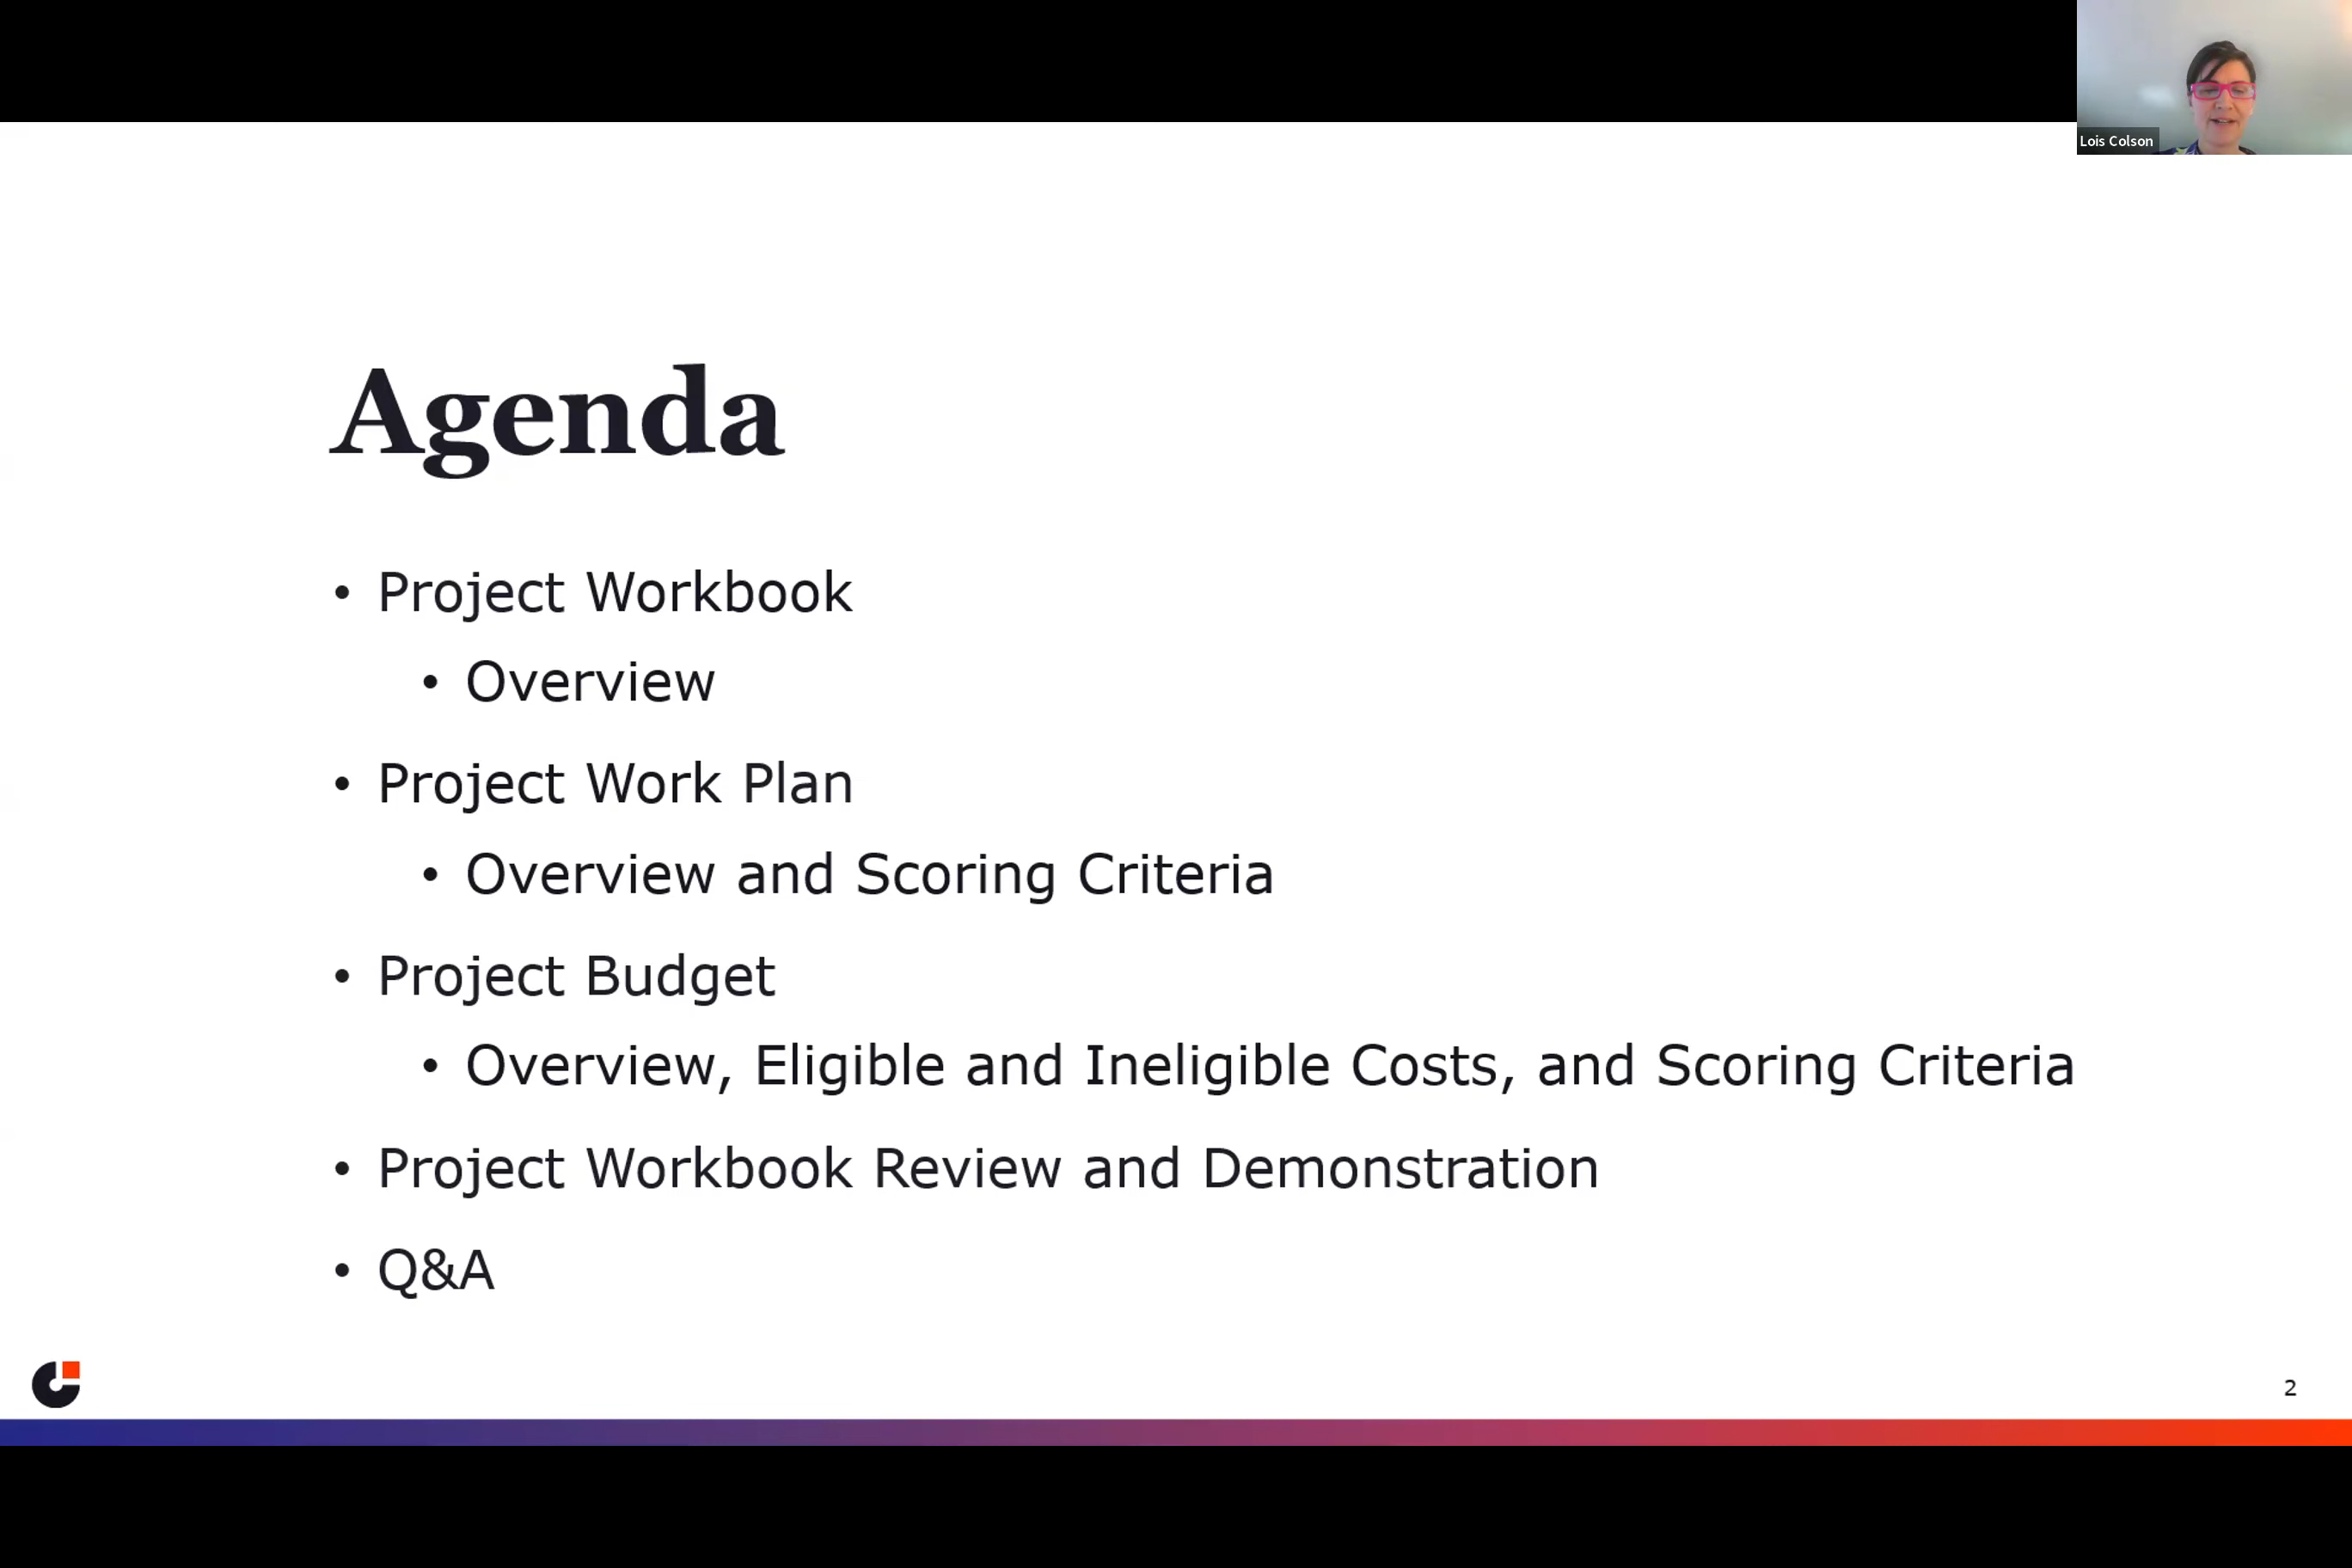 Lois Colson
Agenda
• Project Workbook
• Overview
• Project Work Plan
• Overview and Scoring Criteria
• Project Budget
• Overview, Eligible and Ineligible Costs, and Scoring Criteria
• Project Workbook Review and Demonstration
• Q&A
2